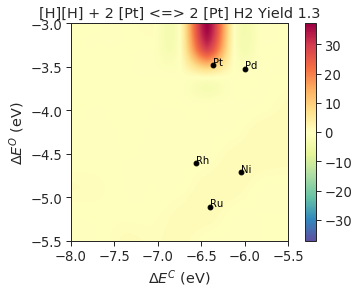 [H][H] + 2 [Pt] <=> 2 [Pt] H2 Yield 1.3
−3.0
−3.5
−4.0
−4.5
−5.0
−5.5
ΔE^O (eV)
Pt
Pd
Rh
Ni
Ru
−8.0 −7.5 −7.0 −6.5 −6.0 −5.5
ΔE^C (eV)
30
20
10
0
−10
−20
−30